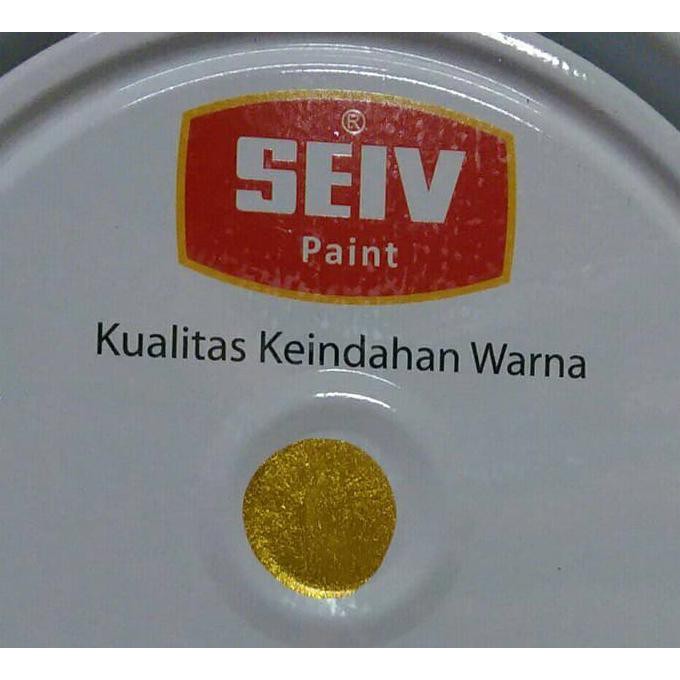 ®
SEIV
Paint
Kualitas Keindahan Warna